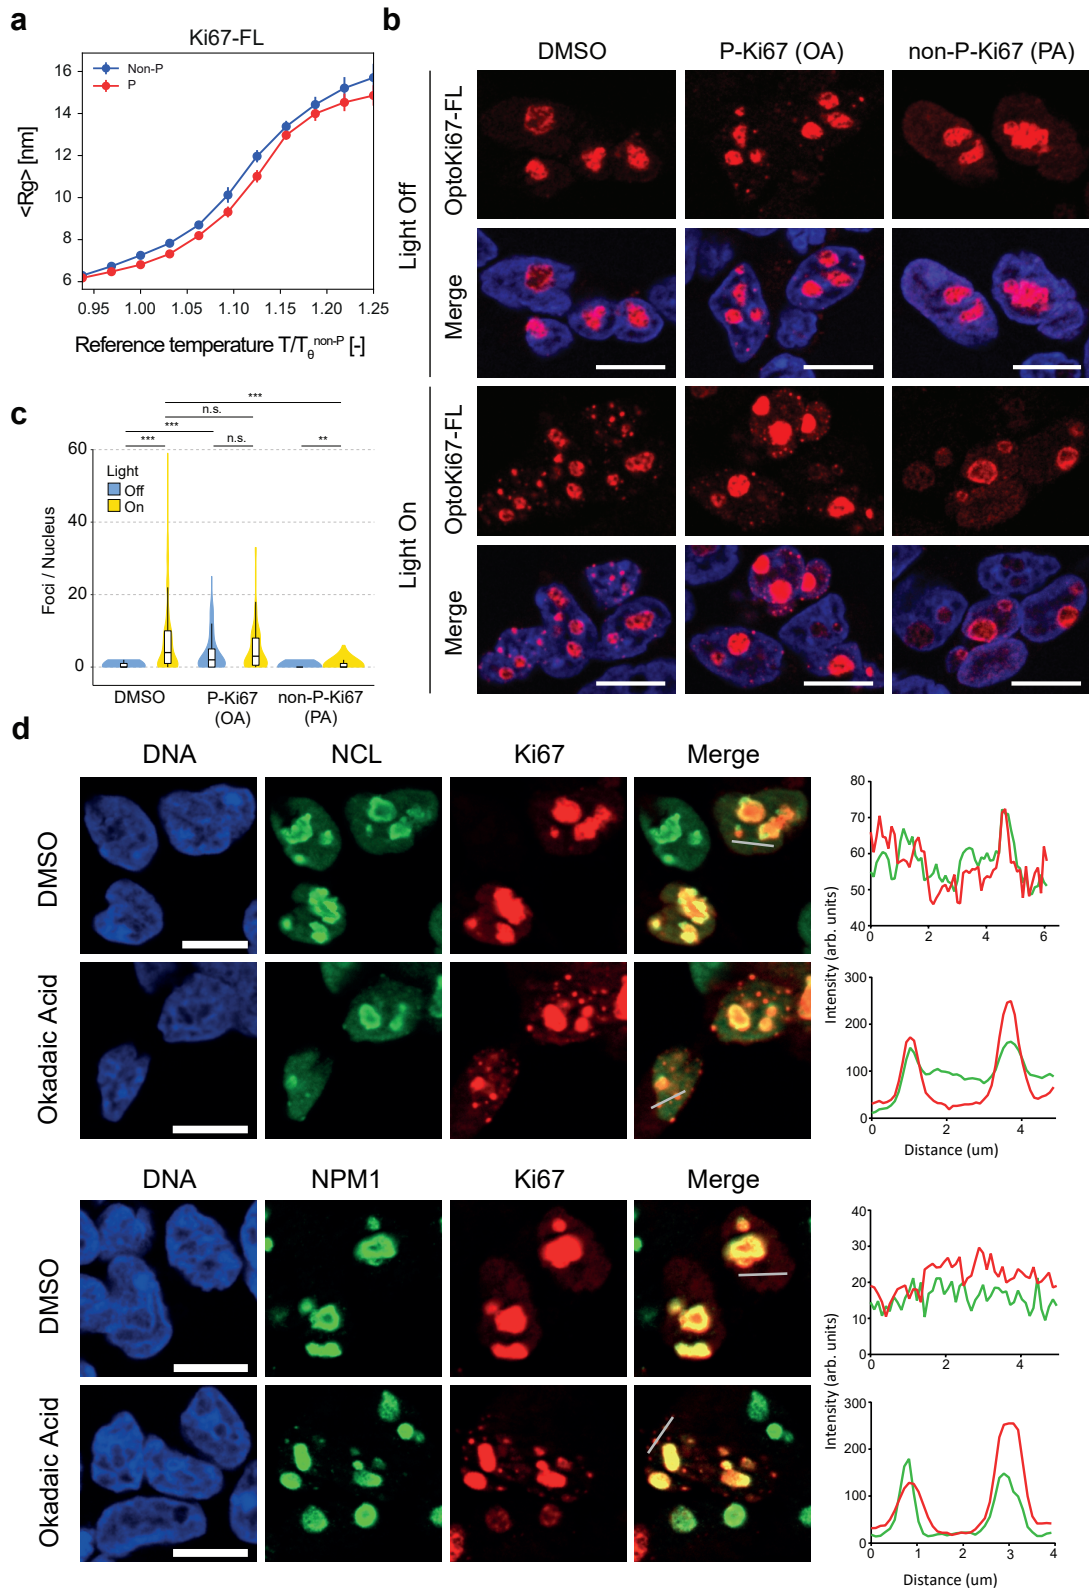 a
Ki67-FL
Non-P
P
16
14
12
10
8
6
<Rg> [nm]
0.95 1.00 1.05 1.10 1.15 1.20 1.25
Reference temperature T/Tθnon-P [-]
b
DMSO P-Ki67 (OA) non-P-Ki67 (PA)
Light Off
OptoKi67-FL
Merge
Light On
OptoKi67-FL
Merge
c
***
n.s.
***
*** n.s. **
60
40
20
0
Foci / Nucleus
Light
Off
On
DMSO P-Ki67 (OA) non-P-Ki67 (PA)
d
DNA NCL Ki67 Merge
DMSO
Okadaic Acid
80
70
60
50
40
0 2 4 6
Intensity (arb. units)
300
200
100
0
0 2 4
Distance (um)
DNA NPM1 Ki67 Merge
DMSO
Okadaic Acid
40
30
20
10
0
0 2 4
Intensity (arb. units)
300
200
100
0
0 1 2 3 4
Distance (um)